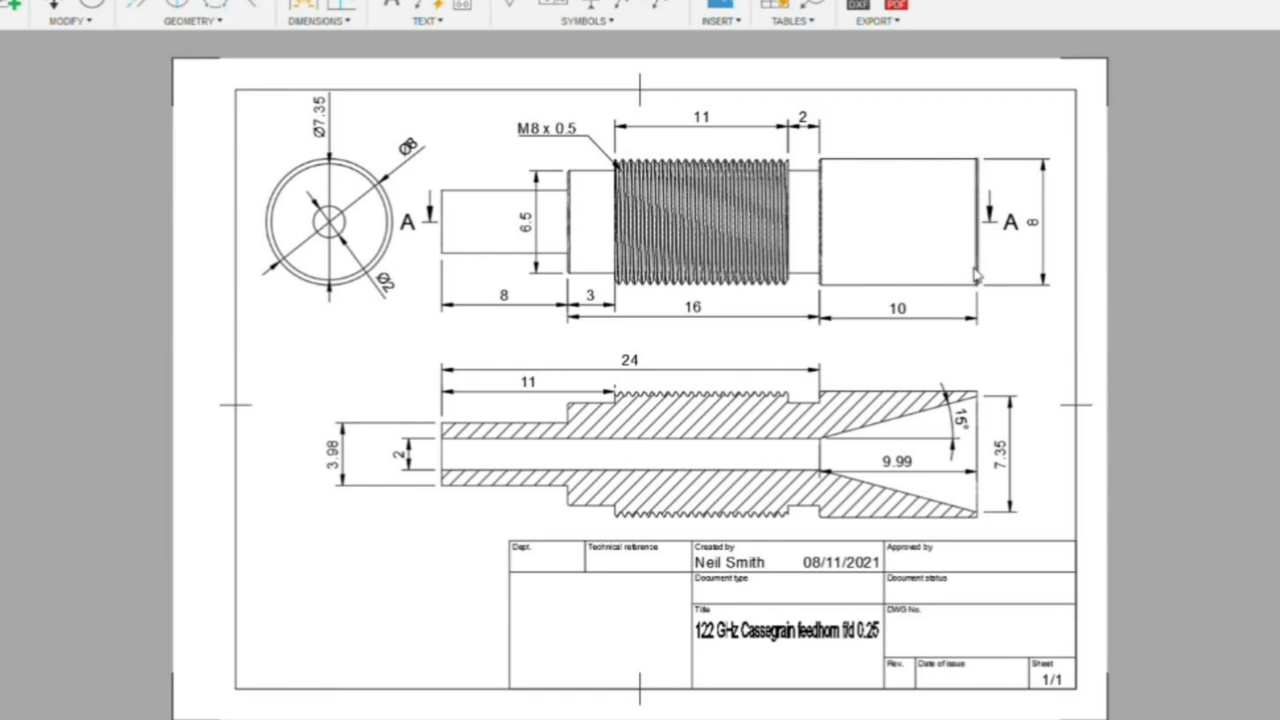 MODIFY▾ GEOMETRY▾ DIMENSIONS▾ TEXT▾ SYMBOLS▾ INSERT▾ TABLES▾ EXPORT▾
DXF PDF
Ø7.35
Ø8
Ø2
M8 x 0.5
11
2
A
6.5
A
8
8
3
16
10
24
11
3.98
2
15°
9.99
7.35
Dept.
Technical reference
Created by
Neil Smith 08/11/2021
Approved by
Document type
Document status
Title
122 GHz Cassegrain feedhorn f/d 0.25
DWG No.
Rev.
Date of issue
Sheet
1/1